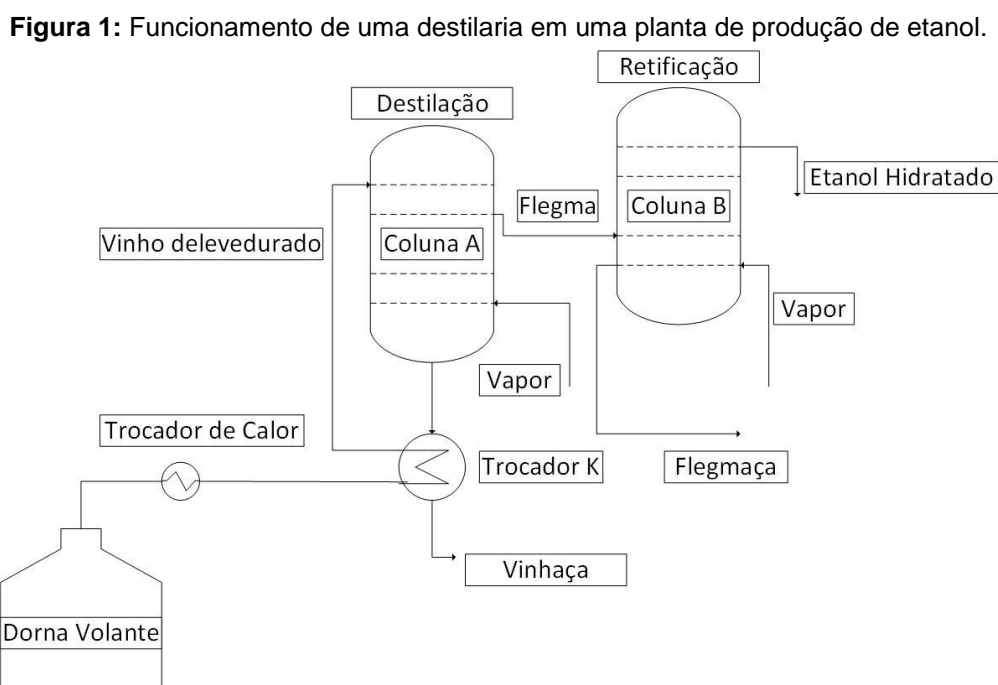 Figura 1: Funcionamento de uma destilaria em uma planta de produção de etanol.
Retificação
Destilação
Etanol Hidratado
Flegma
Coluna B
Vinho delevedurado
Coluna A
Vapor
Vapor
Trocador de Calor
Trocador K
Flegmaça
Vinhaça
Dorna Volante